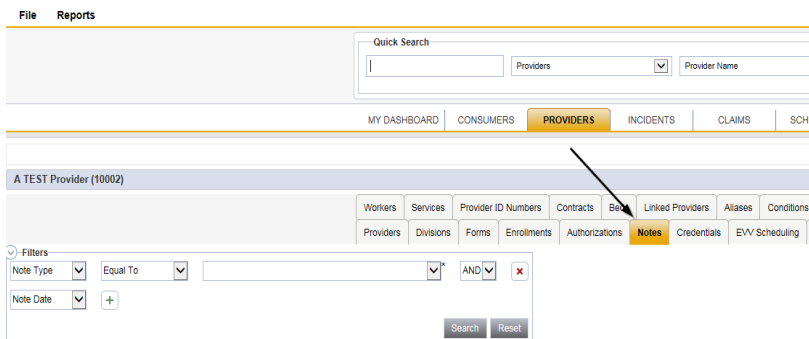 File Reports
Quick Search
Providers Provider Name
MY DASHBOARD CONSUMERS PROVIDERS INCIDENTS CLAIMS SCH
A TEST Provider (10002)
Workers Services Provider ID Numbers Contracts Linked Providers Aliases Conditions
Providers Divisions Forms Enrollments Authorizations Notes Credentials EVV Scheduling
Filters
Note Type Equal To * AND
Note Date +
Search Reset